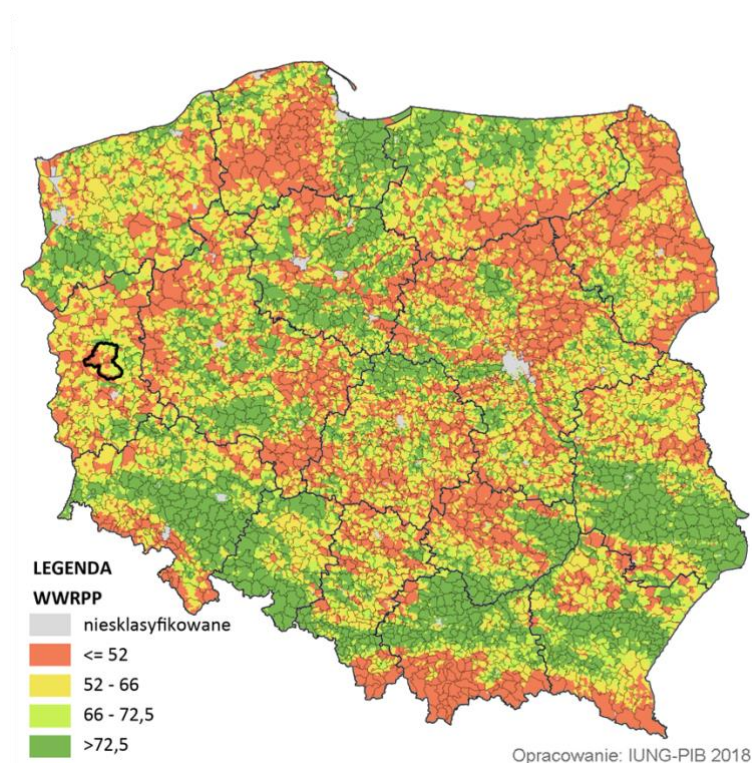 LEGENDA
WWRPP
niesklasyfikowane
<= 52
52 - 66
66 - 72,5
>72,5
Opracowanie: IUNG-PIB 2018